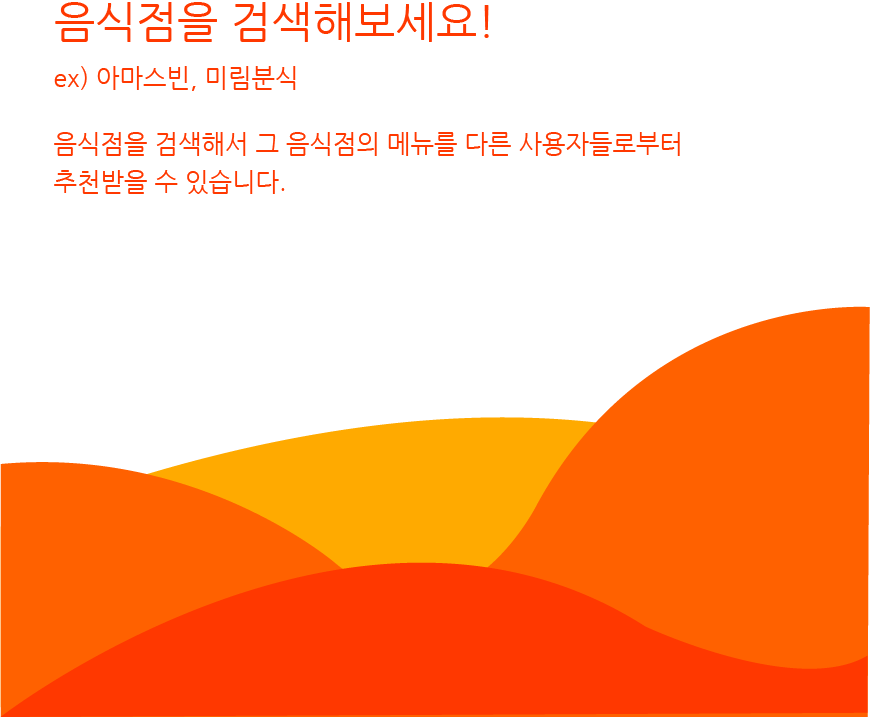 음식점을 검색해보세요!
ex) 아마스빈, 미림분식
음식점을 검색해서 그 음식점의 메뉴를 다른 사용자들로부터
추천받을 수 있습니다.